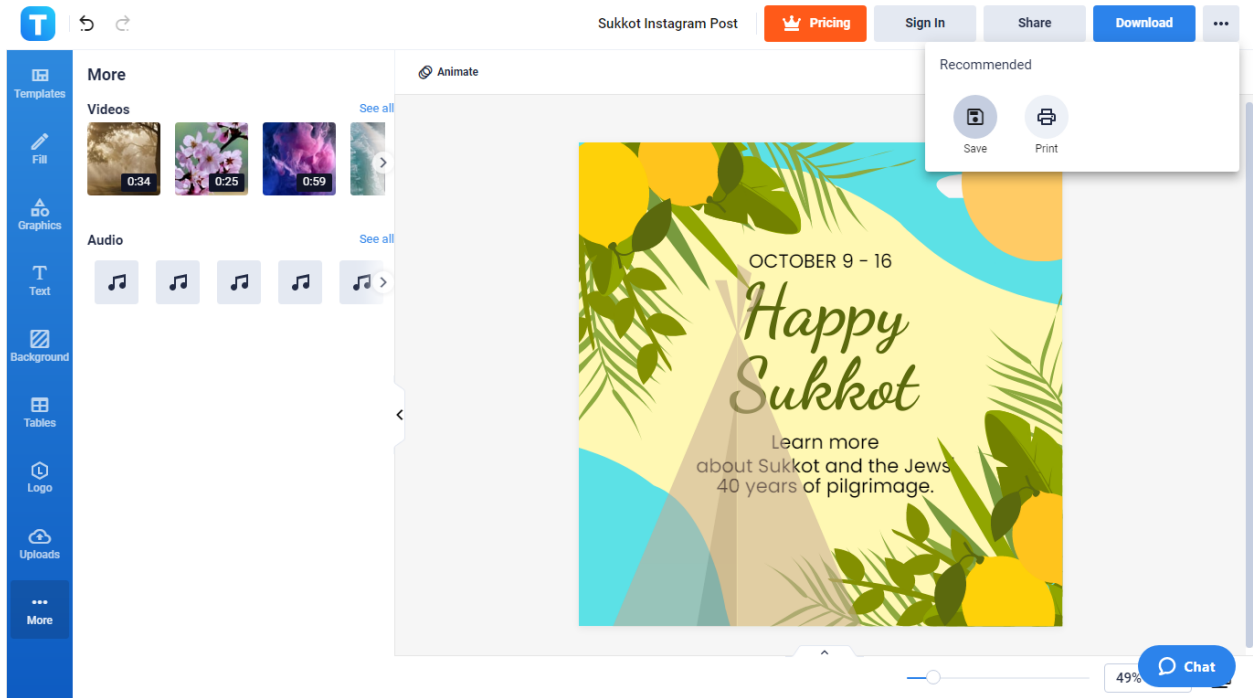 T
Sukkot Instagram Post
Pricing
Sign In
Share
Download
Templates
Fill
Graphics
Text
Background
Tables
Logo
Uploads
More
More
Videos
See all
0:34
0:25
0:59
Audio
See all
Animate
Recommended
Save
Print
OCTOBER 9 - 16
Happy
Sukkot
Learn more
about Sukkot and the Jews
40 years of pilgrimage.
49%
Chat